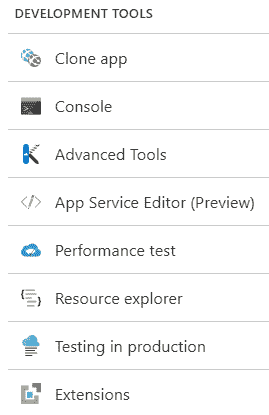 DEVELOPMENT TOOLS
Clone app
Console
Advanced Tools
App Service Editor (Preview)
Performance test
Resource explorer
Testing in production
Extensions